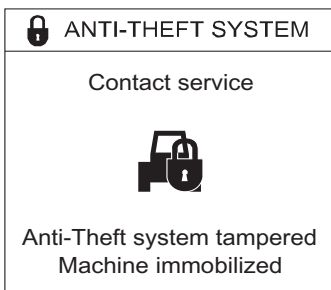 ANTI-THEFT SYSTEM
Contact service
Anti-Theft system tampered
Machine immobilized